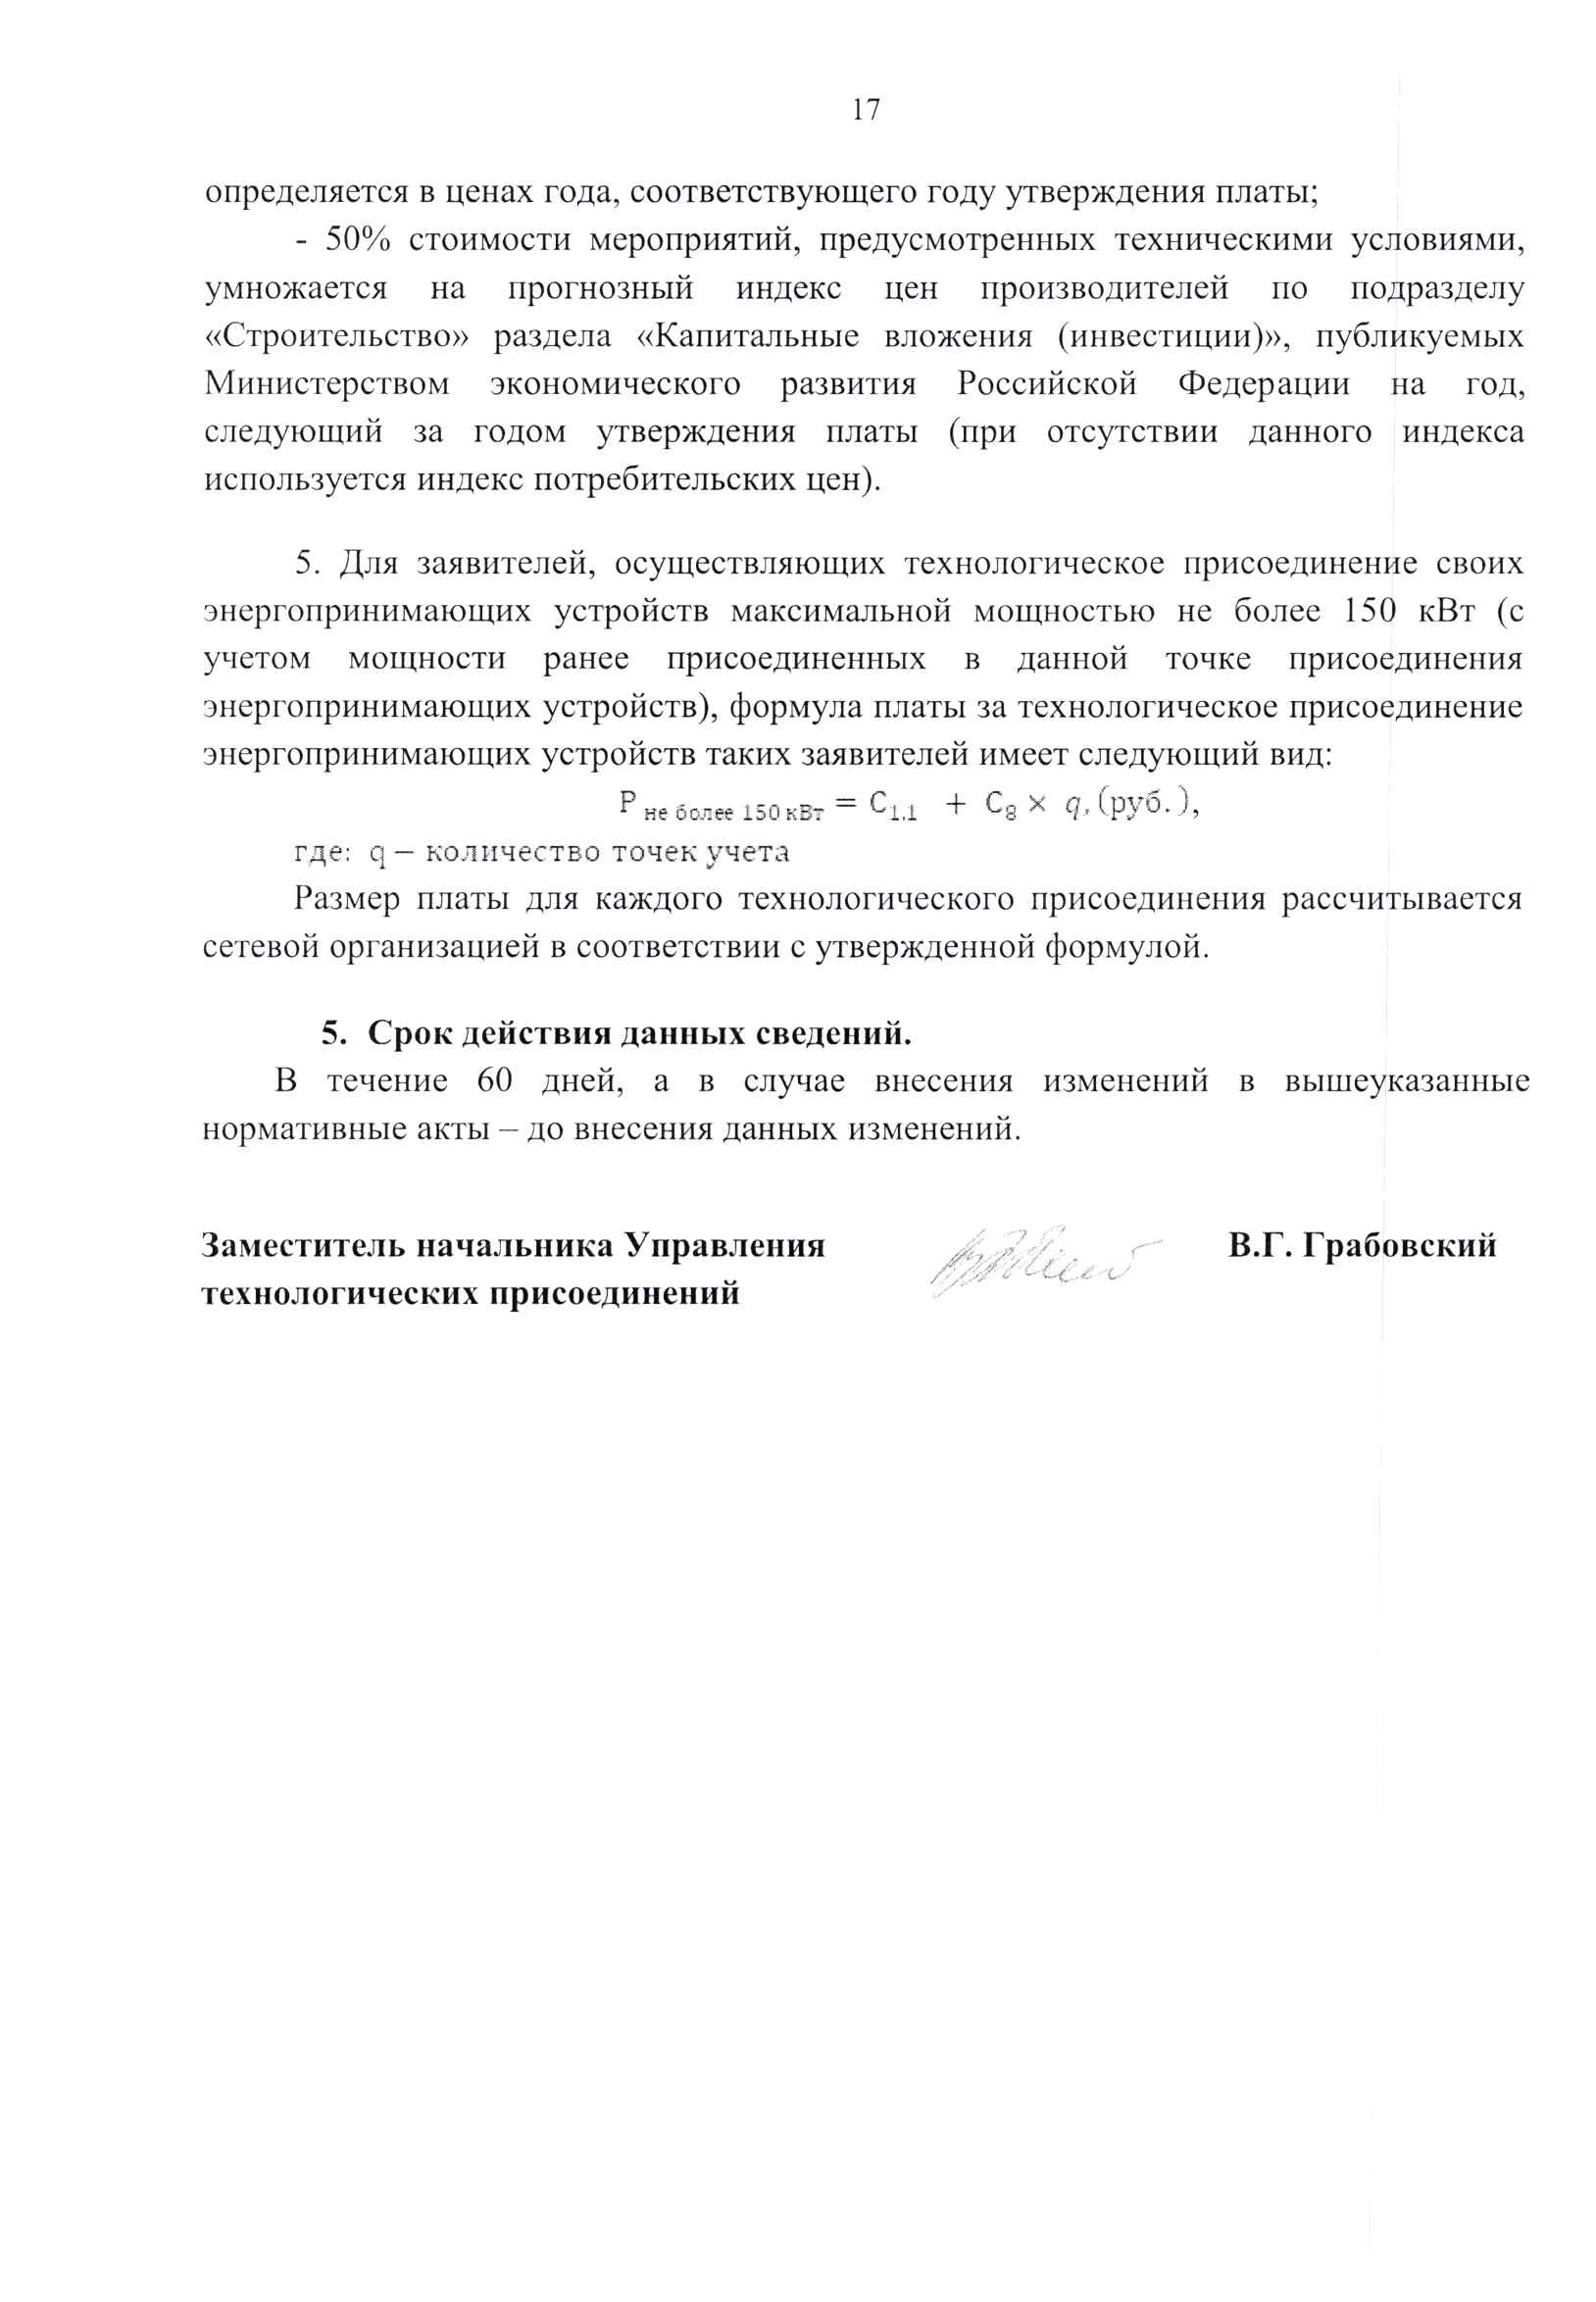 17
определяется в ценах года, соответствующего году утверждения платы;
- 50% стоимости мероприятий, предусмотренных техническими условиями,
умножается на прогнозный индекс цен производителей по подразделу
«Строительство» раздела «Капитальные вложения (инвестиции)», публикуемых
Министерством экономического развития Российской Федерации на год,
следующий за годом утверждения платы (при отсутствии данного индекса
используется индекс потребительских цен).
5. Для заявителей, осуществляющих технологическое присоединение своих
энергопринимающих устройств максимальной мощностью не более 150 кВт (с
учетом мощности ранее присоединенных в данной точке присоединения
энергопринимающих устройств), формула платы за технологическое присоединение
энергопринимающих устройств таких заявителей имеет следующий вид:
P не более 150 кВт = C1.1 + C8 × q, (руб.),
где: q – количество точек учета
Размер платы для каждого технологического присоединения рассчитывается
сетевой организацией в соответствии с утвержденной формулой.
5. Срок действия данных сведений.
В течение 60 дней, а в случае внесения изменений в вышеуказанные
нормативные акты – до внесения данных изменений.
Заместитель начальника Управления В.Г. Грабовский
технологических присоединений